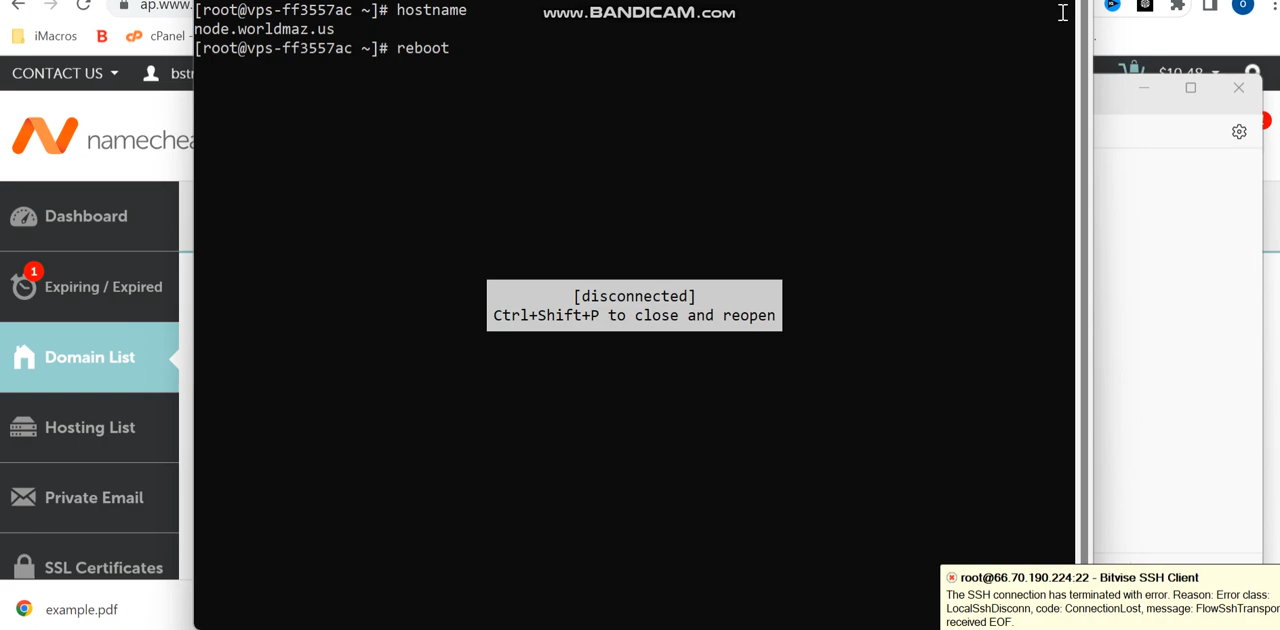 ap.www.
iMacros
B
cP
cPanel -
CONTACT US
bstr
$10.48
namechea
Dashboard
1
Expiring / Expired
Domain List
Hosting List
Private Email
SSL Certificates
example.pdf
[root@vps-ff3557ac ~]# hostname
node.worldmaz.us
[root@vps-ff3557ac ~]# reboot
www.BANDICAM.com
[disconnected]
Ctrl+Shift+P to close and reopen
root@66.70.190.224:22 - Bitvise SSH Client
The SSH connection has terminated with error. Reason: Error class:
LocalSshDisconn, code: ConnectionLost, message: FlowSshTranspor
received EOF.